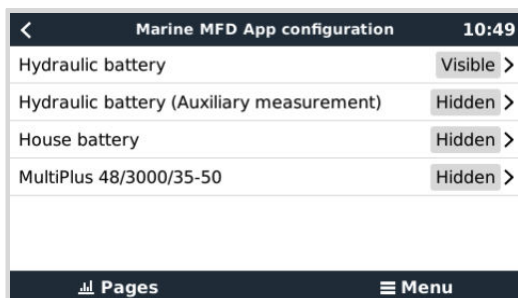 Marine MFD App configuration 10:49
Hydraulic battery Visible
Hydraulic battery (Auxiliary measurement) Hidden
House battery Hidden
MultiPlus 48/3000/35-50 Hidden
Pages Menu